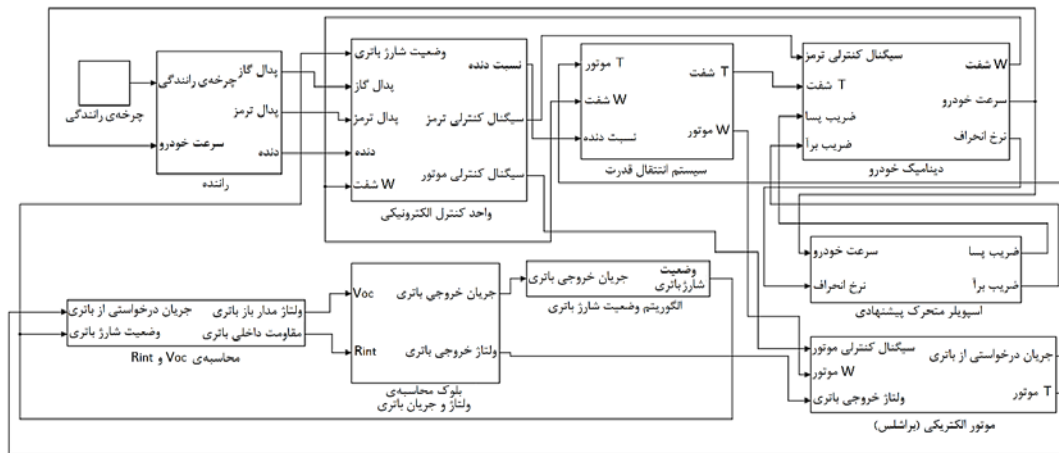 چرخه‌ی رانندگی
چرخه‌ی رانندگی
سرعت خودرو
پدال گاز
پدال ترمز
دنده
راننده
وضعیت شارژ باتری
پدال گاز
پدال ترمز
دنده
شفت W
نسبت دنده
سیگنال کنترلی ترمز
سیگنال کنترلی موتور
واحد کنترل الکترونیکی
موتور T
شفت W
نسبت دنده
شفت T
موتور W
سیستم انتتقال قدرت
سیگنال کنترلی ترمز
شفت T
ضریب پسا
ضریب برآ
شفت W
سرعت خودرو
نرخ انحراف
دینامیک خودرو
سرعت خودرو
نرخ انحراف
ضریب پسا
ضریب برآ
اسپویلر متحرک پیشنهادی
جریان درخواستی از باتری
وضعیت شارژ باتری
ولتاژ مدار باز باتری
مقاومت داخلی باتری
محاسبه‌ی Voc و Rint
Voc
Rint
جریان خروجی باتری
ولتاژ خروجی باتری
بلوک محاسبه‌ی
ولتاژ و جریان باتری
جریان خروجی باتری
وضعیت
شارژباتری
الگوریتم وضعیت شارژ باتری
سیگنال کنترلی موتور
موتور W
ولتاژ خروجی باتری
جریان درخواستی از باتری
موتور T
موتور الکتریکی (براشلس)